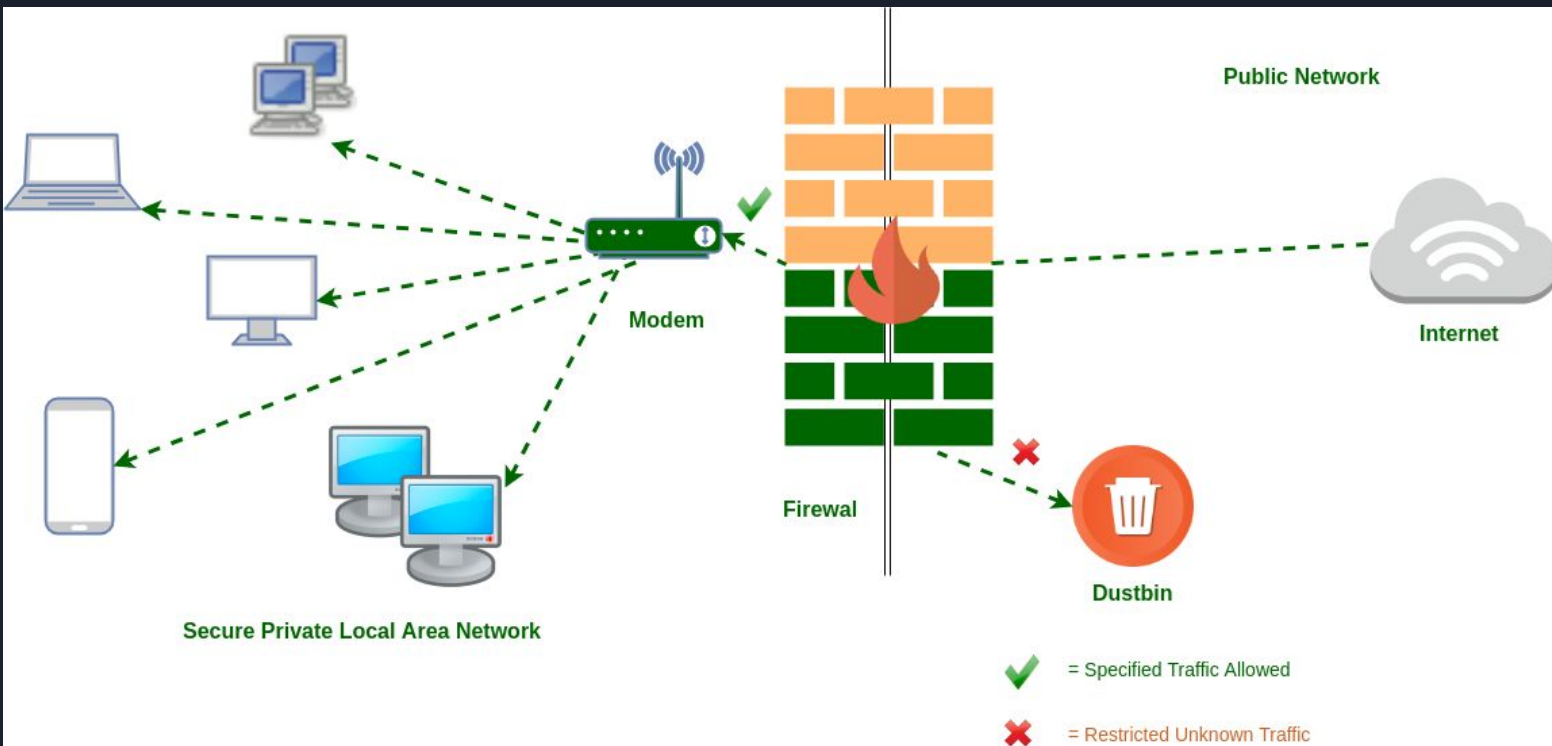 Public Network
Modem
Internet
Firewal
Dustbin
Secure Private Local Area Network
= Specified Traffic Allowed
= Restricted Unknown Traffic